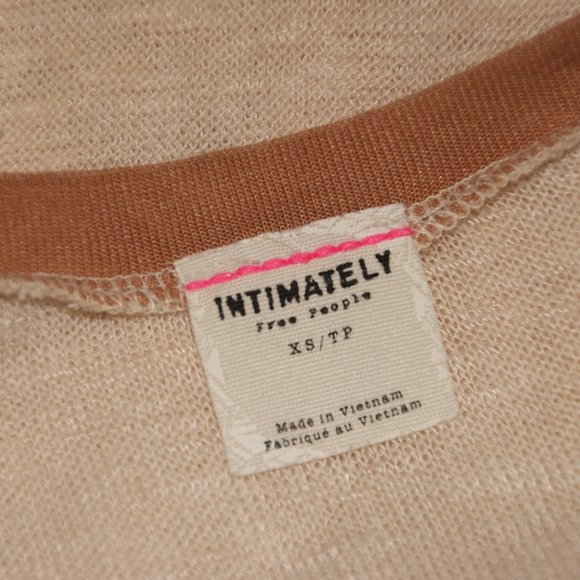 INTIMATELY
Free People
XS/TP
Made in Vietnam
Fabriqué au Vietnam